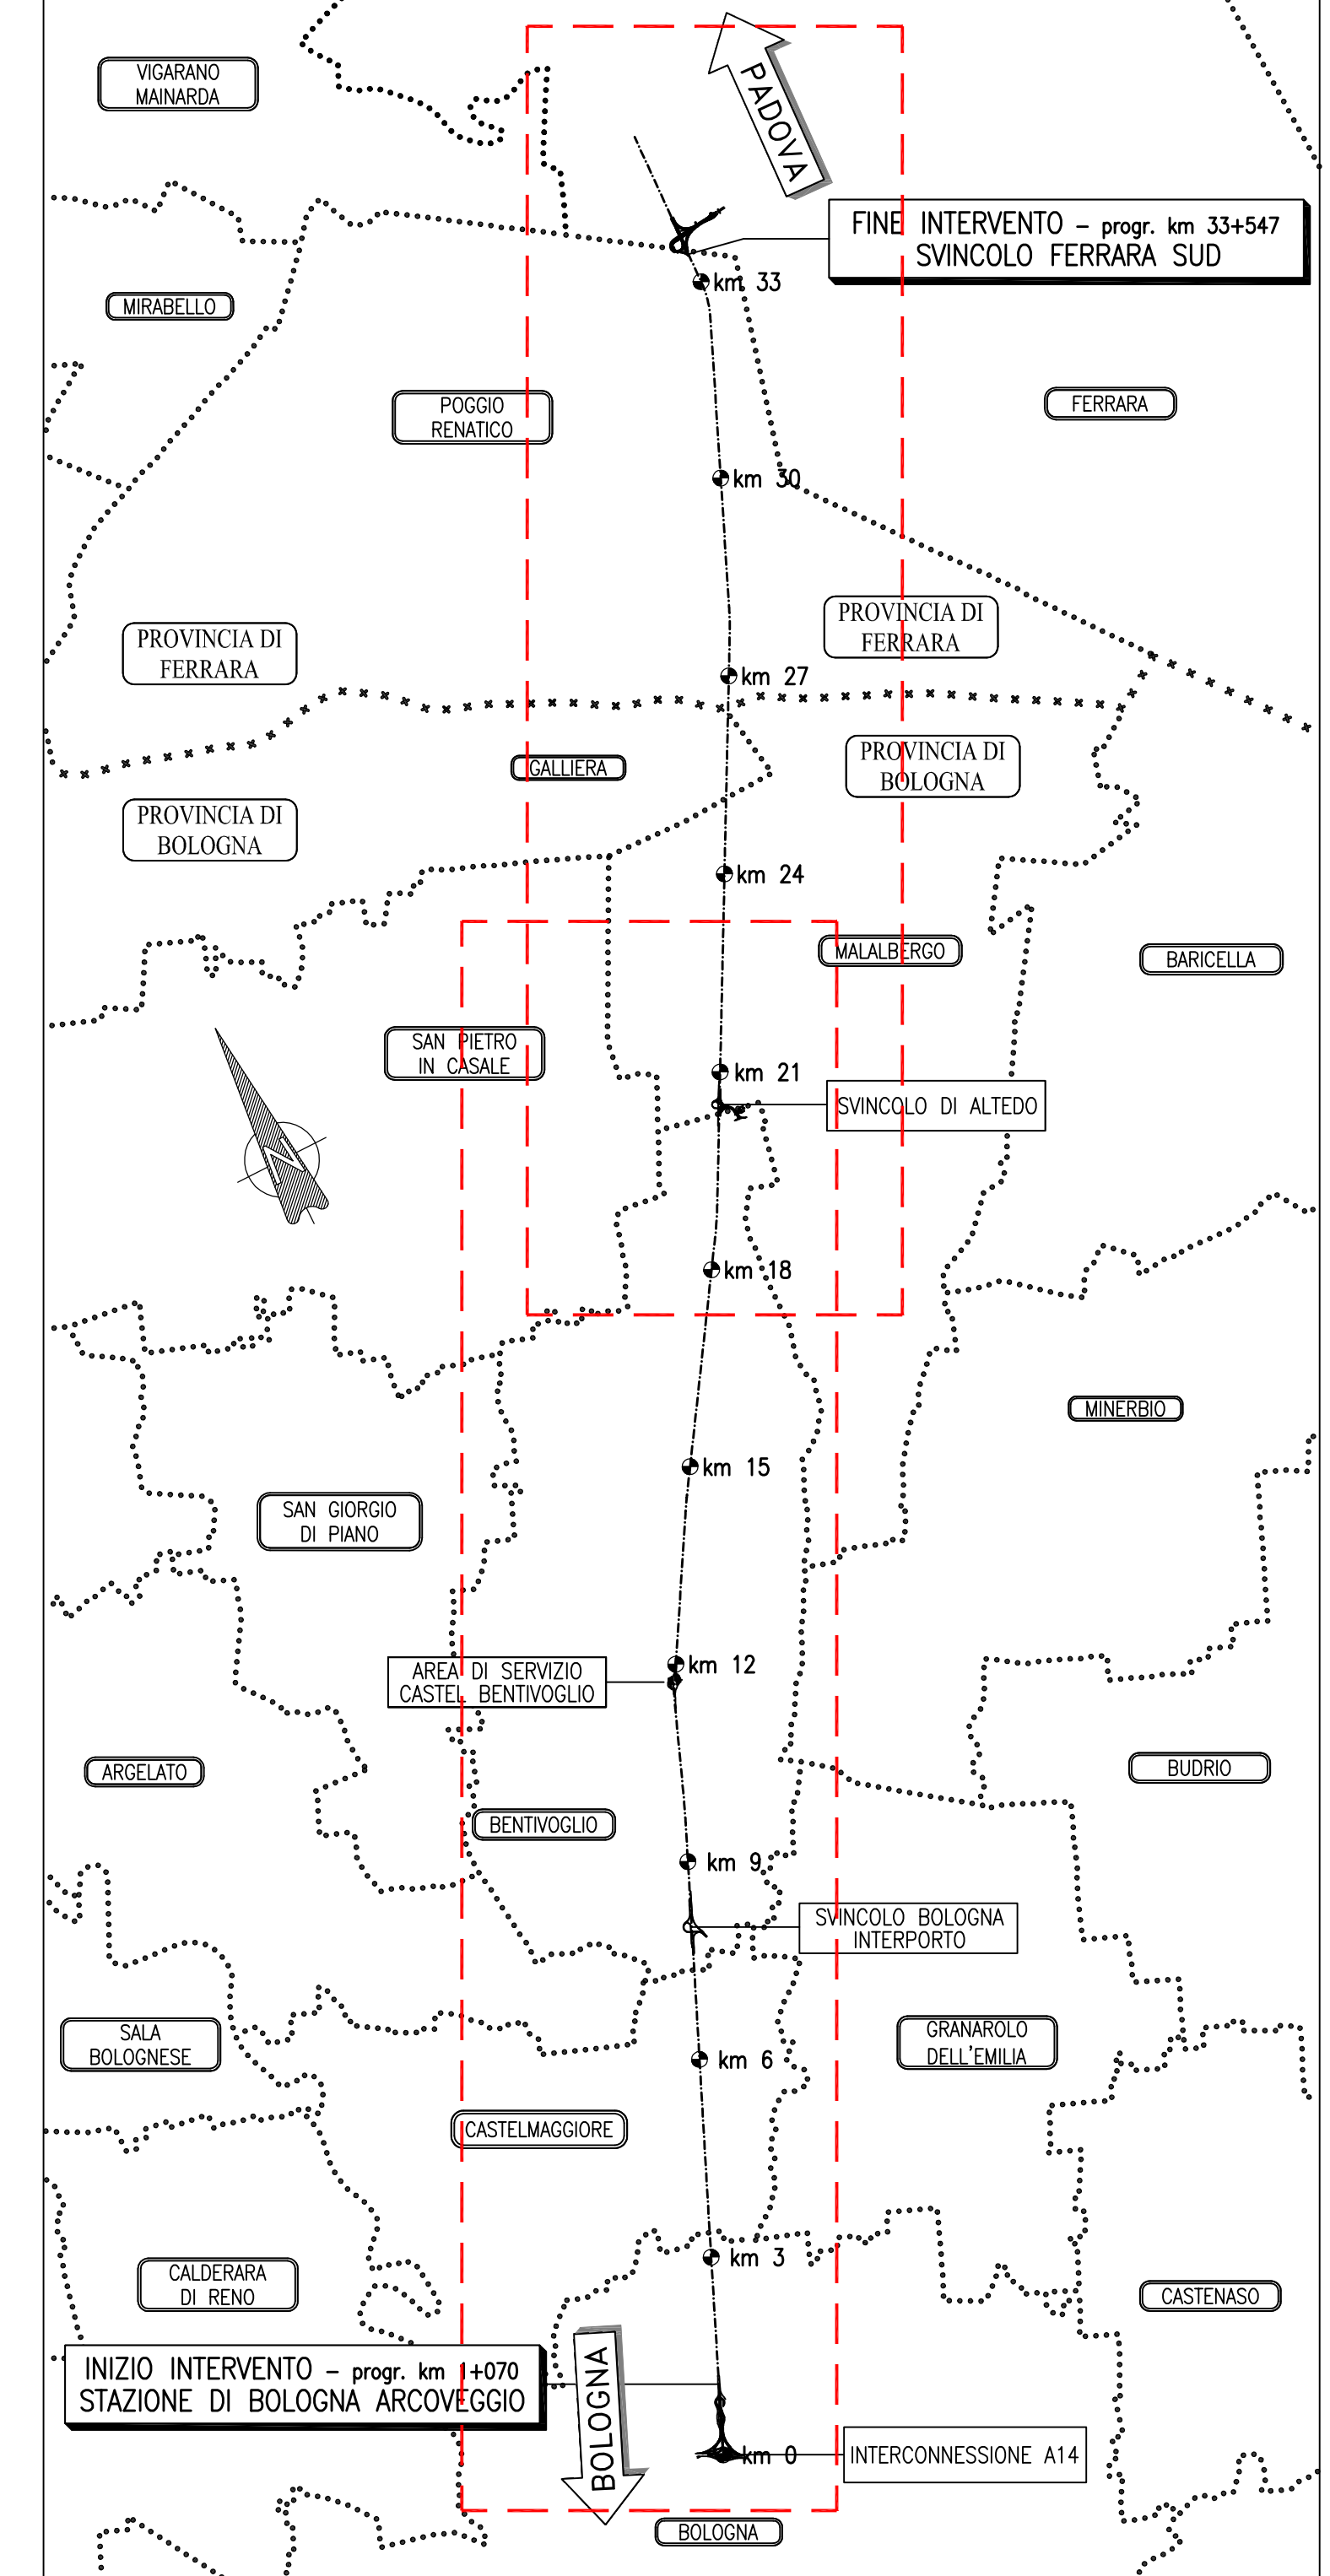 VIGARANO
MAINARDA
PADOVA
FINE INTERVENTO – progr. km 33+547
SVINCOLO FERRARA SUD
km 33
MIRABELLO
POGGIO
RENATICO
FERRARA
km 30
PROVINCIA DI
FERRARA
PROVINCIA DI
FERRARA
km 27
GALLIERA
PROVINCIA DI
BOLOGNA
PROVINCIA DI
BOLOGNA
km 24
MALALBERGO
BARICELLA
SAN PIETRO
IN CASALE
km 21
SVINCOLO DI ALTEDO
N
km 18
MINERBIO
km 15
SAN GIORGIO
DI PIANO
km 12
AREA DI SERVIZIO
CASTEL BENTIVOGLIO
ARGELATO
BUDRIO
BENTIVOGLIO
km 9
SVINCOLO BOLOGNA
INTERPORTO
SALA
BOLOGNESE
GRANAROLO
DELL'EMILIA
km 6
CASTELMAGGIORE
km 3
CALDERARA
DI RENO
CASTENASO
INIZIO INTERVENTO – progr. km 1+070
STAZIONE DI BOLOGNA ARCOVEGGIO
BOLOGNA
km 0
INTERCONNESSIONE A14
BOLOGNA